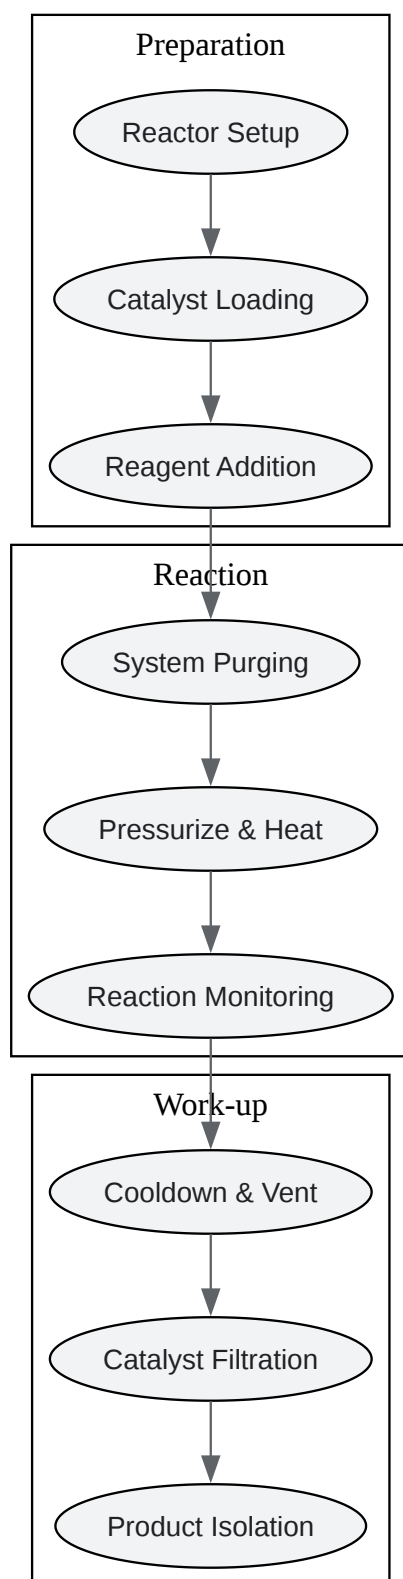 Preparation
Reactor Setup
Catalyst Loading
Reagent Addition
Reaction
System Purging
Pressurize & Heat
Reaction Monitoring
Work-up
Cooldown & Vent
Catalyst Filtration
Product Isolation